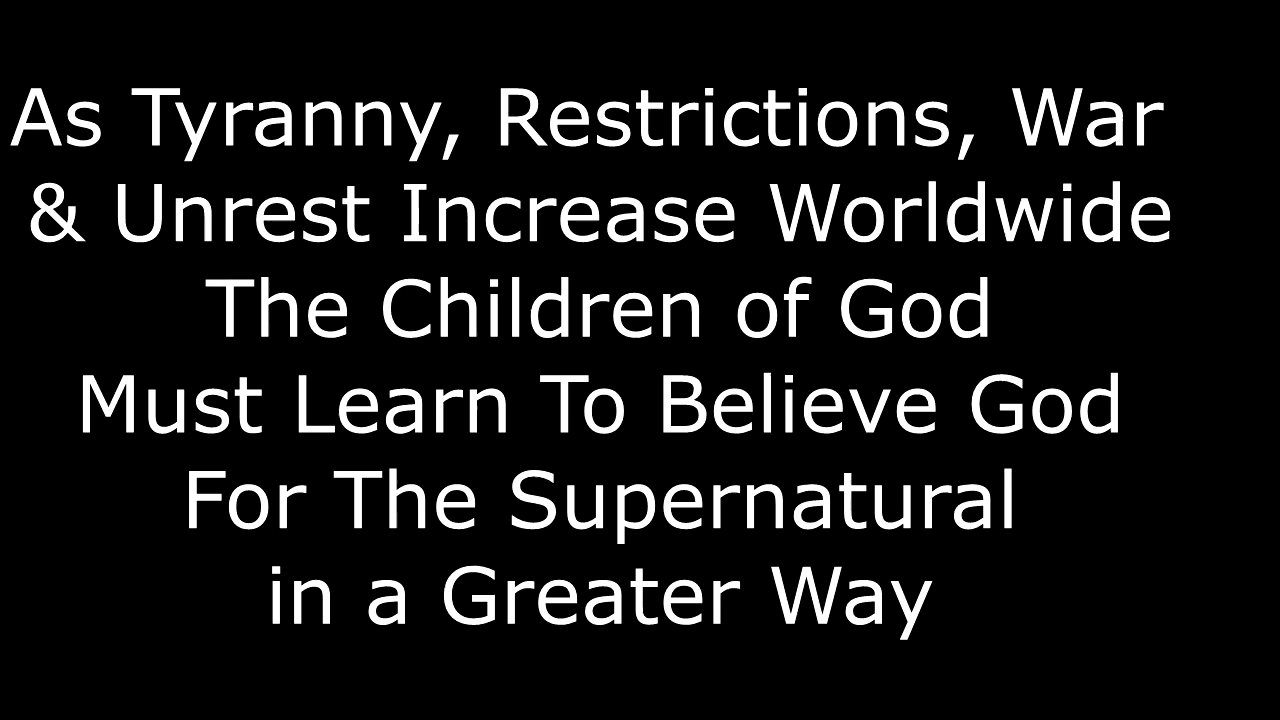 As Tyranny, Restrictions, War
& Unrest Increase Worldwide
The Children of God
Must Learn To Believe God
For The Supernatural
in a Greater Way